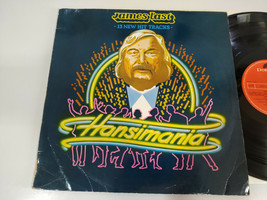 James Last
· 13 NEW HIT TRACKS ·
Hansimania